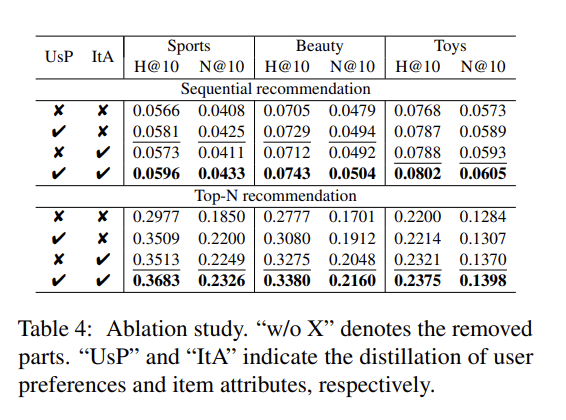 UsP ItA Sports Beauty Toys
H@10 N@10 H@10 N@10 H@10 N@10
Sequential recommendation
✘ ✘ 0.0566 0.0408 0.0705 0.0479 0.0768 0.0573
✔ ✘ 0.0581 0.0425 0.0729 0.0494 0.0787 0.0589
✘ ✔ 0.0573 0.0411 0.0712 0.0492 0.0788 0.0593
✔ ✔ 0.0596 0.0433 0.0743 0.0504 0.0802 0.0605
Top-N recommendation
✘ ✘ 0.2977 0.1850 0.2777 0.1701 0.2200 0.1284
✔ ✘ 0.3509 0.2200 0.3080 0.1912 0.2214 0.1307
✘ ✔ 0.3513 0.2249 0.3275 0.2048 0.2321 0.1370
✔ ✔ 0.3683 0.2326 0.3380 0.2160 0.2375 0.1398
Table 4: Ablation study. “w/o X” denotes the removed
parts. “UsP” and “ItA” indicate the distillation of user
preferences and item attributes, respectively.